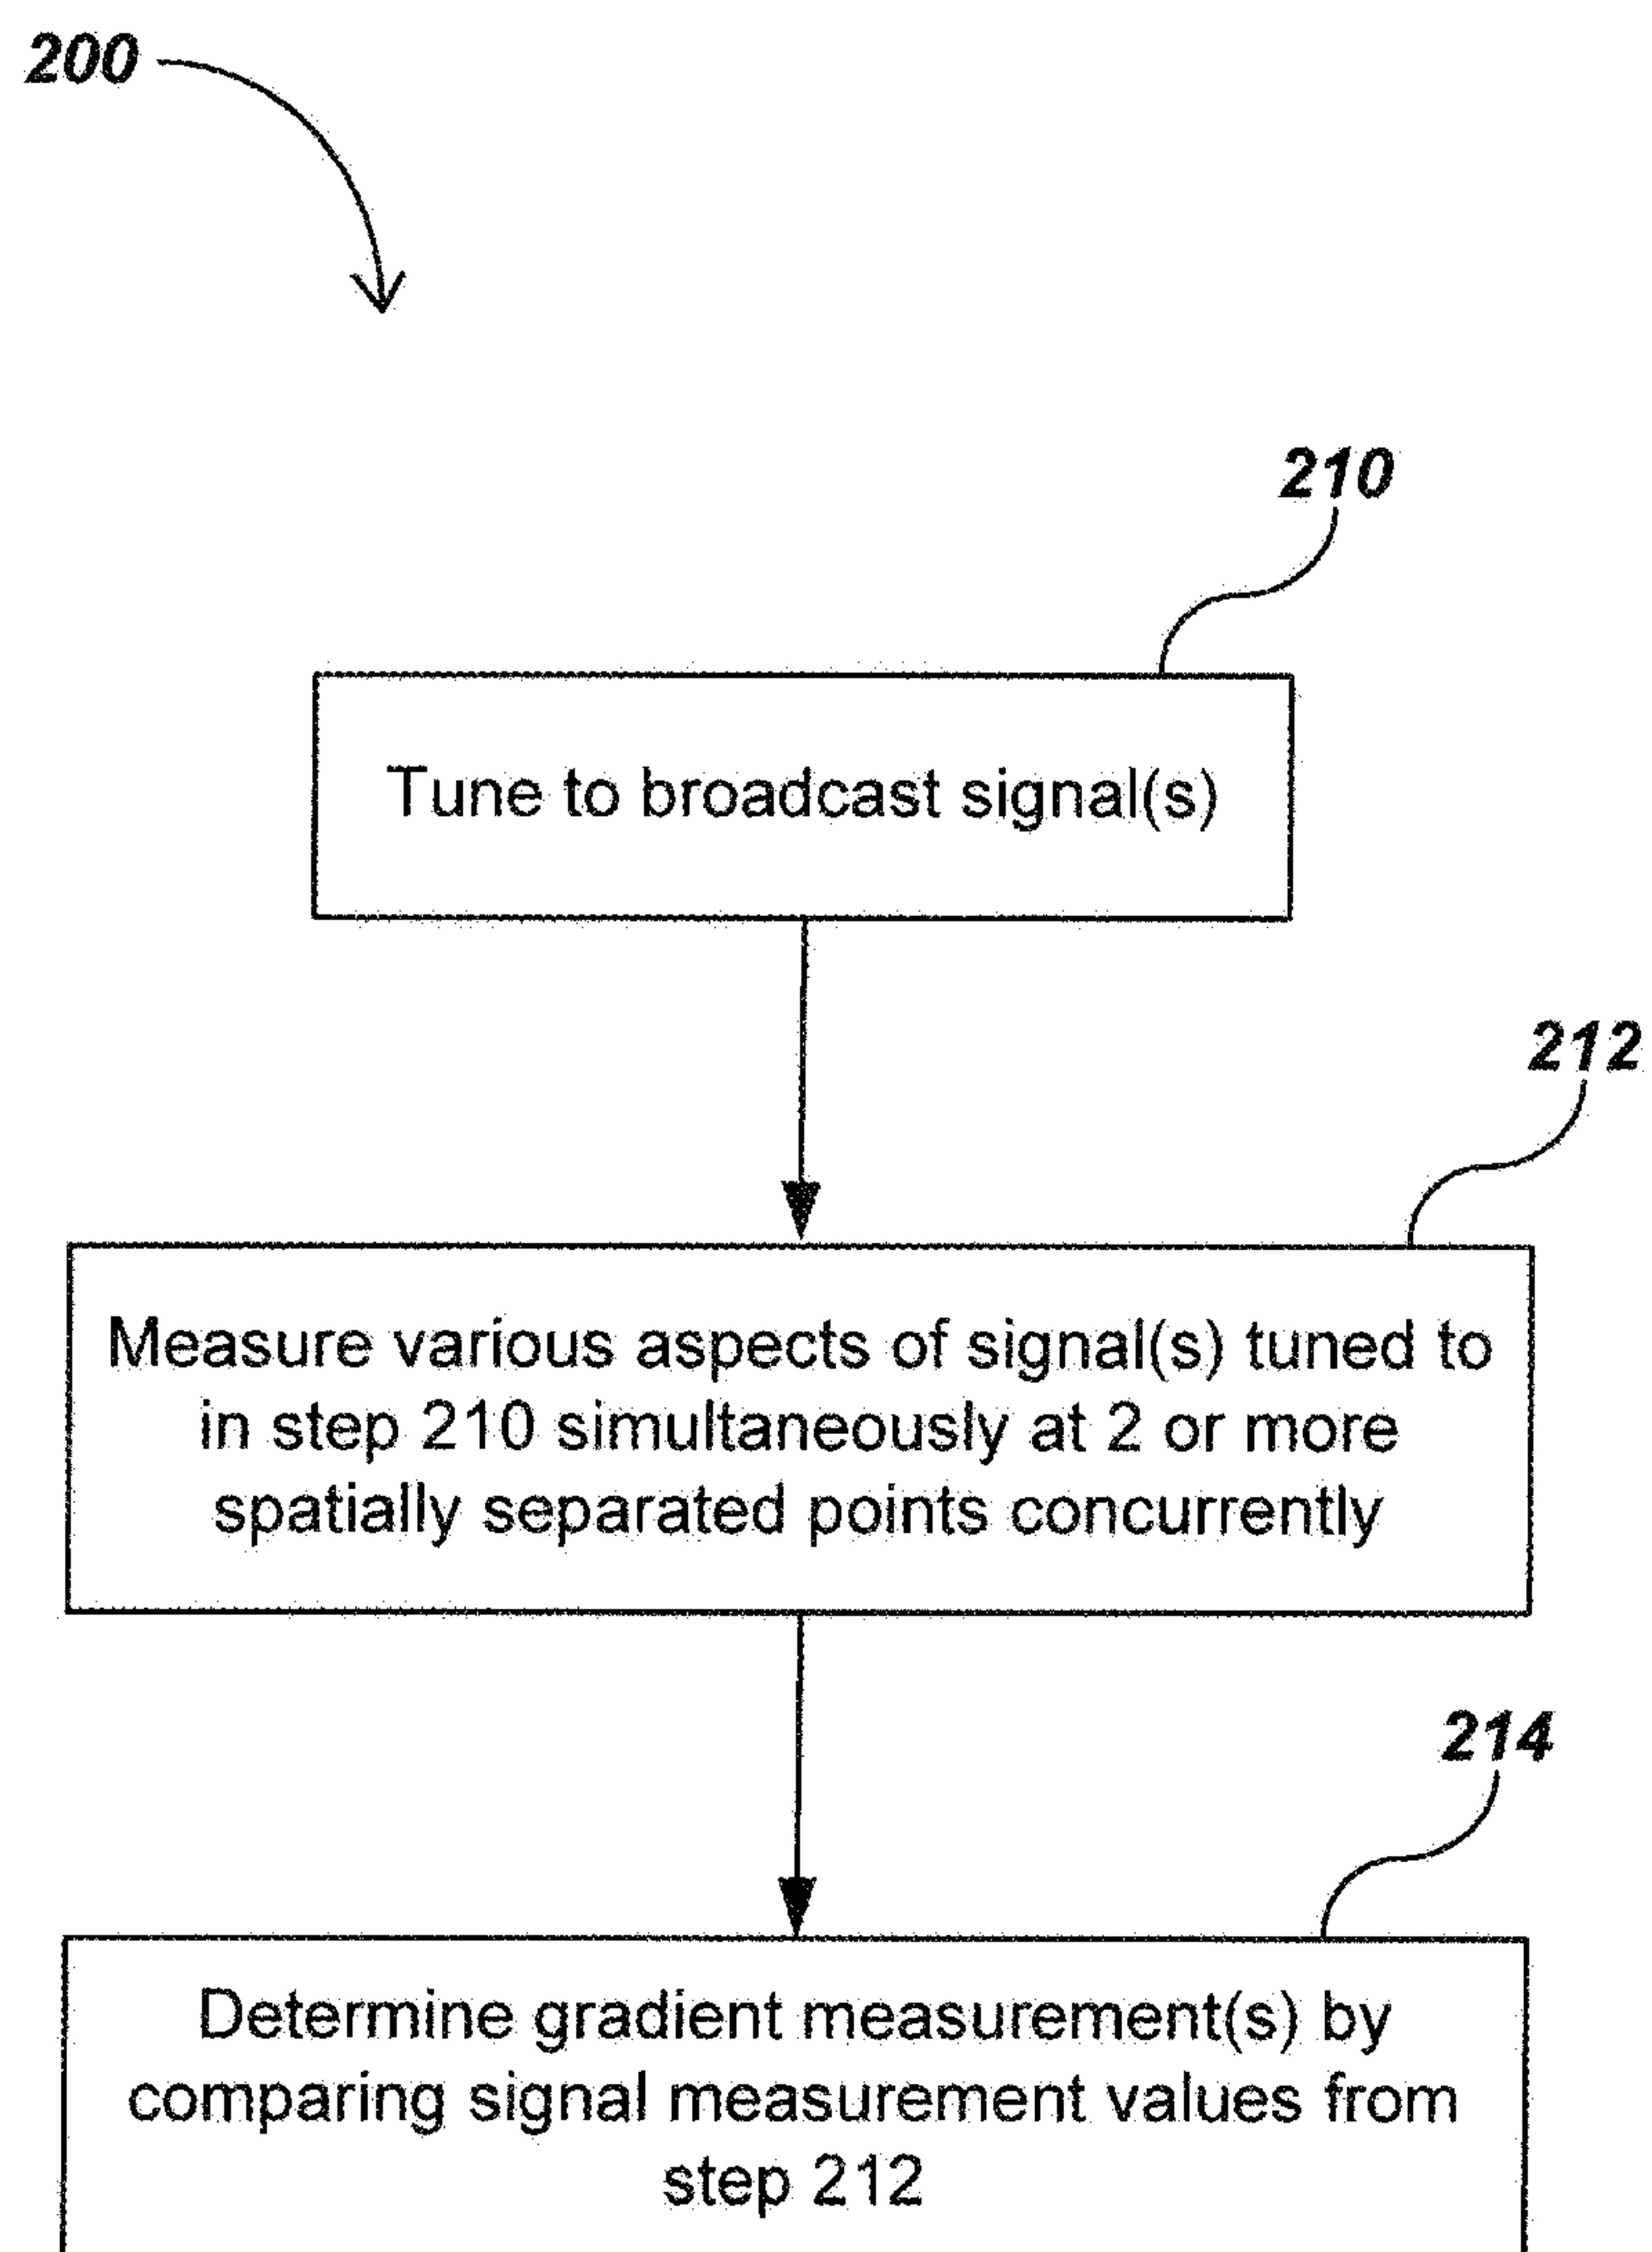 200
210
Tune to broadcast signal(s)
212
Measure various aspects of signal(s) tuned to
in step 210 simultaneously at 2 or more
spatially separated points concurrently
214
Determine gradient measurement(s) by
comparing signal measurement values from
step 212